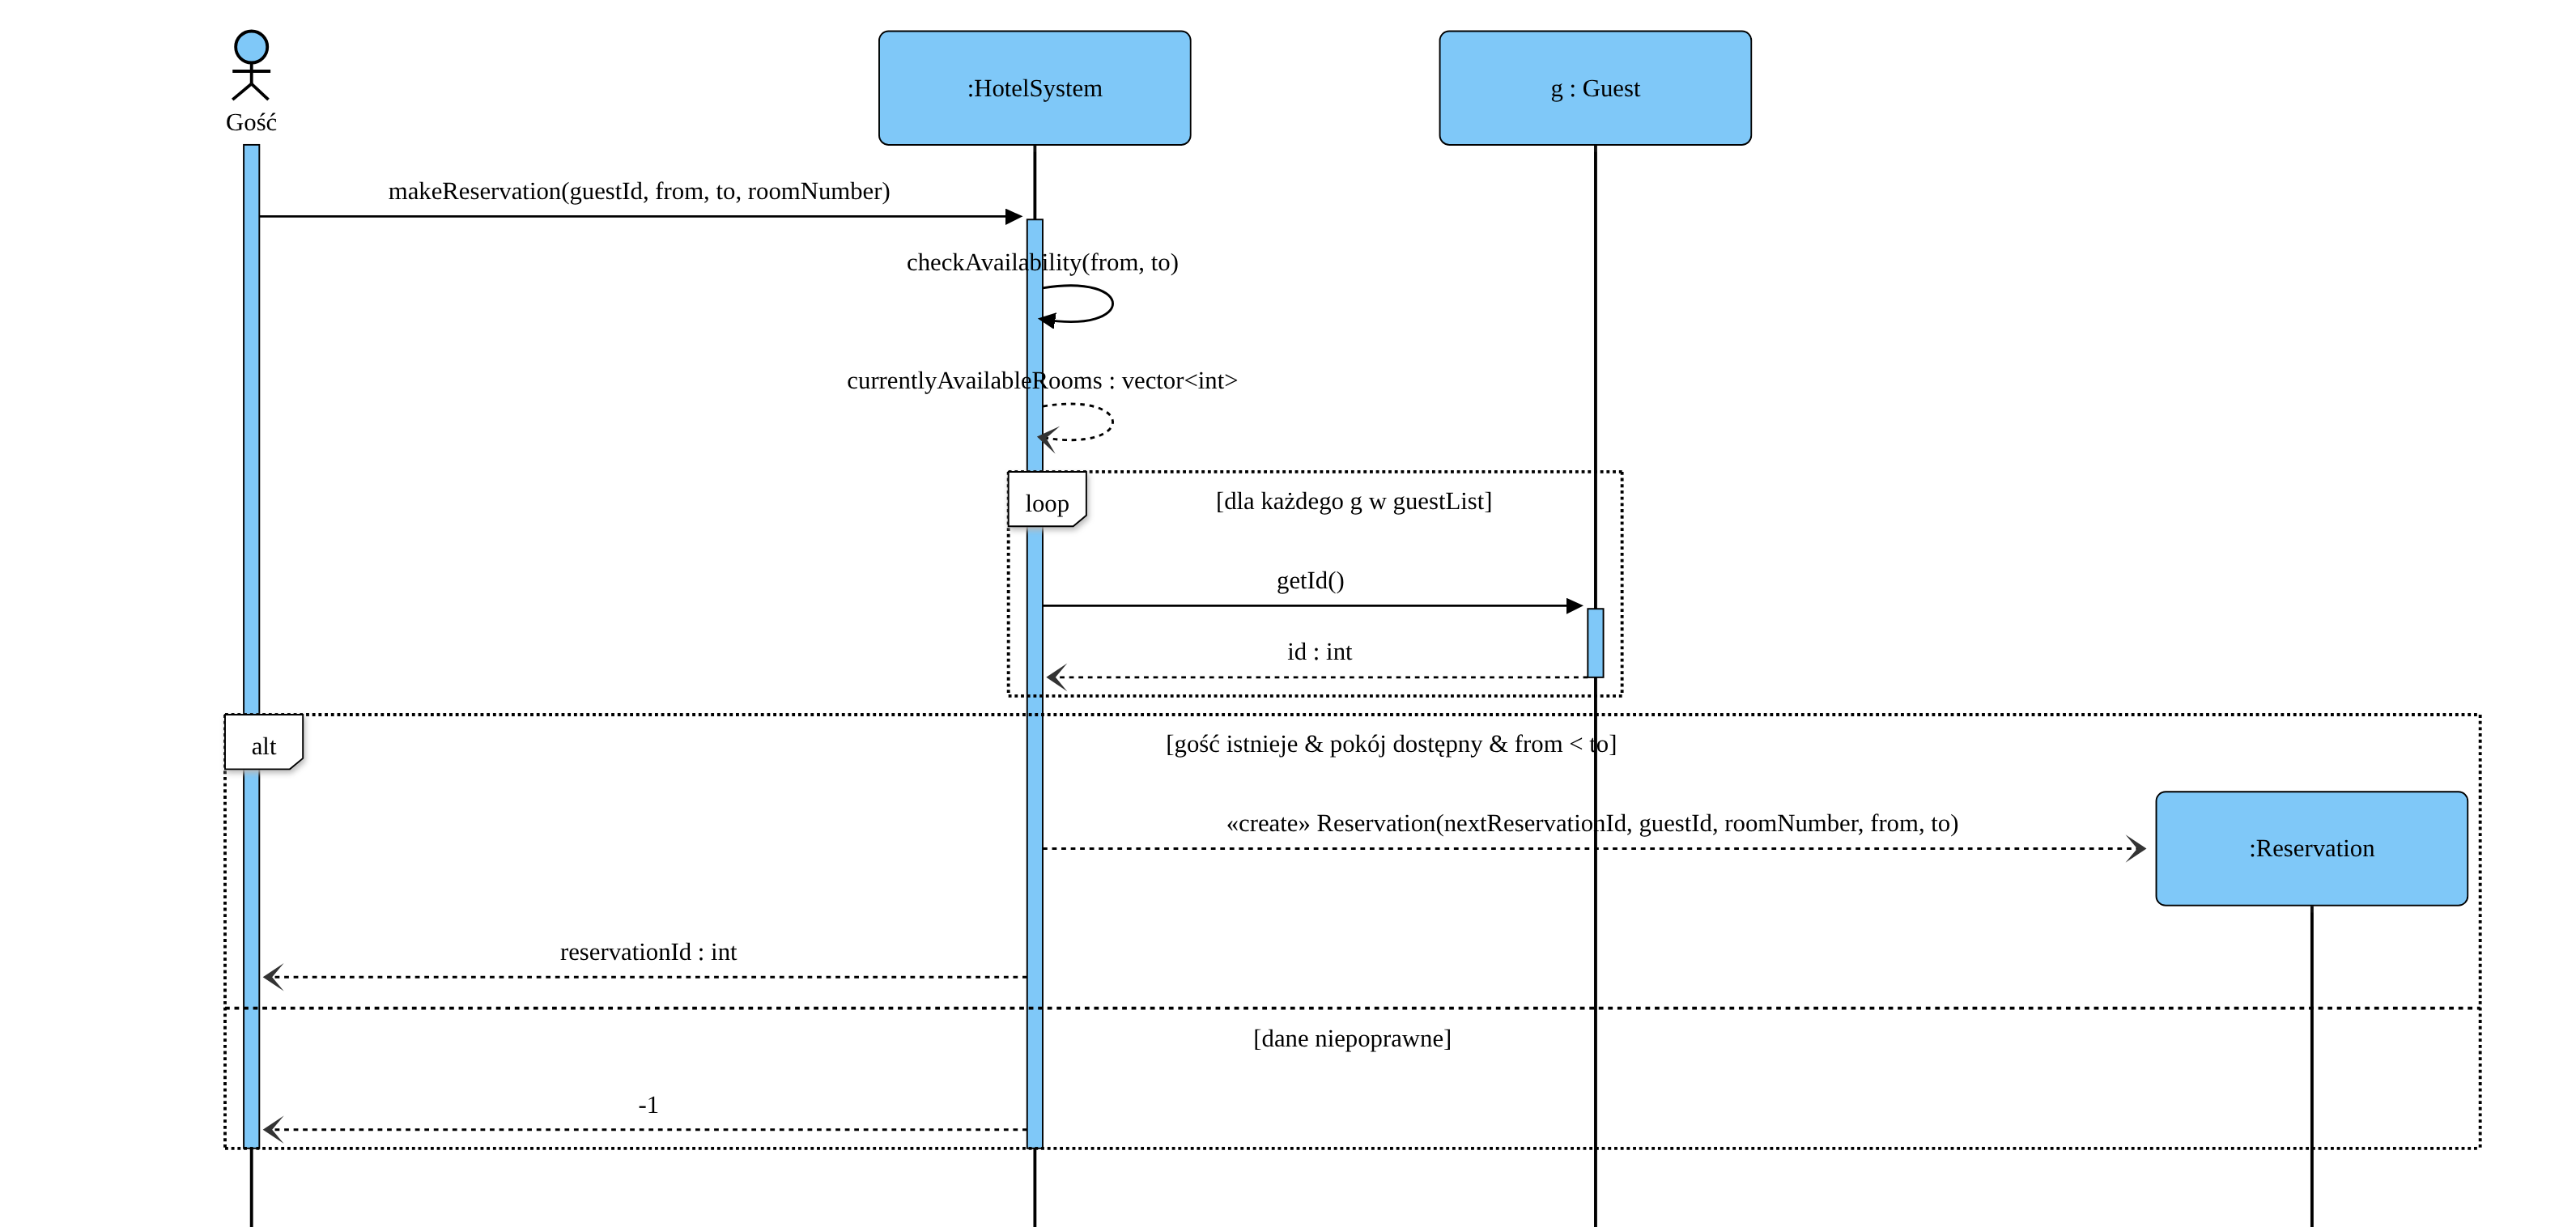 Gość
:HotelSystem
g : Guest
makeReservation(guestId, from, to, roomNumber)
checkAvailability(from, to)
currentlyAvailableRooms : vector<int>
loop
[dla każdego g w guestList]
getId()
id : int
alt
[gość istnieje & pokój dostępny & from < to]
«create» Reservation(nextReservationId, guestId, roomNumber, from, to)
:Reservation
reservationId : int
[dane niepoprawne]
-1